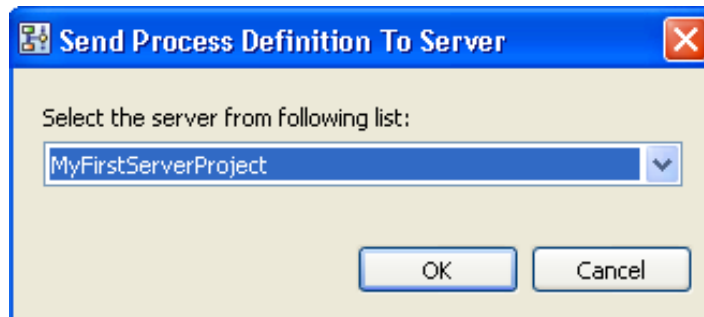 Send Process Definition To Server
Select the server from following list:
MyFirstServerProject
OK
Cancel